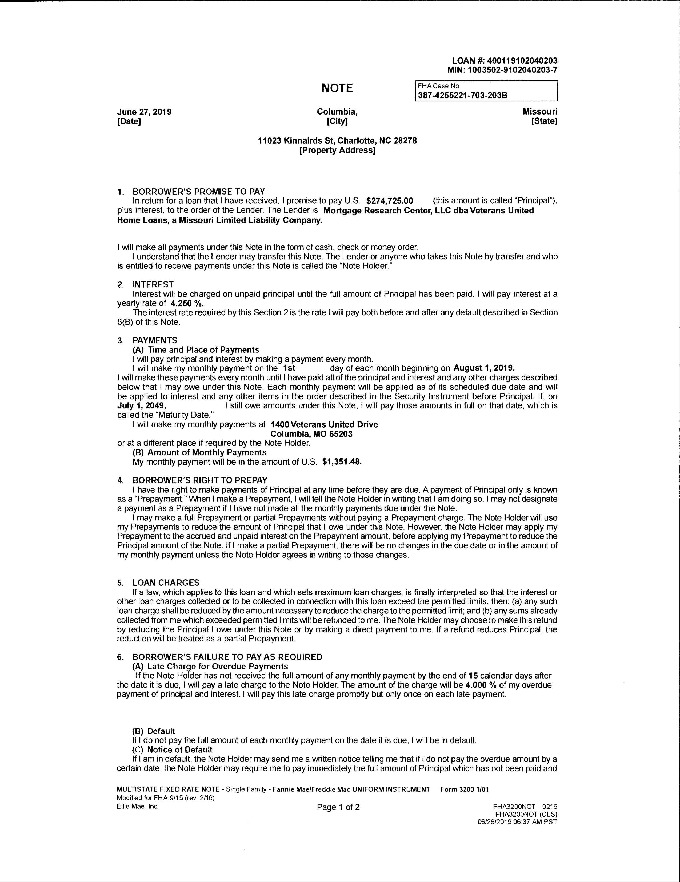 LOAN #: 400119102040203
MIN: 1003502-9102040203-7
NOTE
FHA Case No.
387-4255221-703-203B
June 27, 2019
[Date]
Columbia,
[City]
Missouri
[State]
11023 Kinnairds St, Charlotte, NC 28278
[Property Address]
1. BORROWER'S PROMISE TO PAY
In return for a loan that I have received, I promise to pay U.S. $274,725.00 (this amount is called "Principal"),
plus interest, to the order of the Lender. The Lender is Mortgage Research Center, LLC dba Veterans United
Home Loans, a Missouri Limited Liability Company.
I will make all payments under this Note in the form of cash, check or money order.
I understand that the Lender may transfer this Note. The Lender or anyone who takes this Note by transfer and who
is entitled to receive payments under this Note is called the "Note Holder."
2. INTEREST
Interest will be charged on unpaid principal until the full amount of Principal has been paid. I will pay interest at a
yearly rate of 4.250 %.
The interest rate required by this Section 2 is the rate I will pay both before and after any default described in Section
6(B) of this Note.
3. PAYMENTS
(A) Time and Place of Payments
I will pay principal and interest by making a payment every month.
I will make my monthly payment on the 1st day of each month beginning on August 1, 2019.
I will make these payments every month until I have paid all of the principal and interest and any other charges described
below that I may owe under this Note. Each monthly payment will be applied as of its scheduled due date and will
be applied to interest and any other items in the order described in the Security Instrument before Principal. If, on
July 1, 2049, I still owe amounts under this Note, I will pay those amounts in full on that date, which is
called the "Maturity Date."
I will make my monthly payments at 1400 Veterans United Drive
Columbia, MO 65203
or at a different place if required by the Note Holder.
(B) Amount of Monthly Payments
My monthly payment will be in the amount of U.S. $1,351.48.
4. BORROWER'S RIGHT TO PREPAY
I have the right to make payments of Principal at any time before they are due. A payment of Principal only is known
as a "Prepayment." When I make a Prepayment, I will tell the Note Holder in writing that I am doing so. I may not designate
a payment as a Prepayment if I have not made all the monthly payments due under the Note.
I may make a full Prepayment or partial Prepayments without paying a Prepayment charge. The Note Holder will use
my Prepayments to reduce the amount of Principal that I owe under this Note. However, the Note Holder may apply my
Prepayment to the accrued and unpaid interest on the Prepayment amount, before applying my Prepayment to reduce the
Principal amount of the Note. If I make a partial Prepayment, there will be no changes in the due date or in the amount of
my monthly payment unless the Note Holder agrees in writing to those changes.
5. LOAN CHARGES
If a law, which applies to this loan and which sets maximum loan charges, is finally interpreted so that the interest or
other loan charges collected or to be collected in connection with this loan exceed the permitted limits, then: (a) any such
loan charge shall be reduced by the amount necessary to reduce the charge to the permitted limit; and (b) any sums already
collected from me which exceeded permitted limits will be refunded to me. The Note Holder may choose to make this refund
by reducing the Principal I owe under this Note or by making a direct payment to me. If a refund reduces Principal, the
reduction will be treated as a partial Prepayment.
6. BORROWER'S FAILURE TO PAY AS REQUIRED
(A) Late Charge for Overdue Payments
If the Note Holder has not received the full amount of any monthly payment by the end of 15 calendar days after
the date it is due, I will pay a late charge to the Note Holder. The amount of the charge will be 4.000 % of my overdue
payment of principal and interest. I will pay this late charge promptly but only once on each late payment.
(B) Default
If I do not pay the full amount of each monthly payment on the date it is due, I will be in default.
(C) Notice of Default
If I am in default, the Note Holder may send me a written notice telling me that if I do not pay the overdue amount by a
certain date, the Note Holder may require me to pay immediately the full amount of Principal which has not been paid and
MULTISTATE FIXED RATE NOTE - Single Family - Fannie Mae/Freddie Mac UNIFORM INSTRUMENT Form 3200 1/01
Modified for FHA 9/15 (rev. 2/16)
Ellie Mae, Inc.
Page 1 of 2
FHA3200NOT 0216
FHA3200NOT (CLS)
06/26/2019 06:37 AM PST